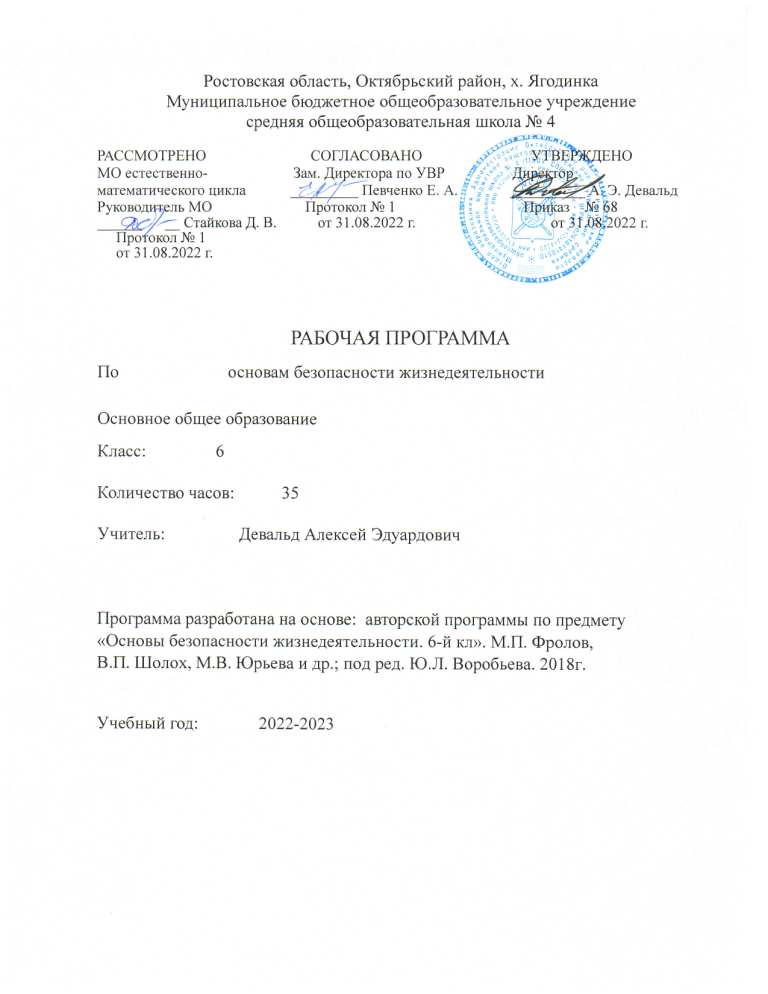 Ростовская область, Октябрьский район, х. Ягодинка
Муниципальное бюджетное общеобразовательное учреждение
средняя общеобразовательная школа № 4
РАССМОТРЕНО СОГЛАСОВАНО УТВЕРЖДЕНО
МО естественно- Зам. Директора по УВР Директор
математического цикла ________ Певченко Е. А. ________ А. Э. Девальд
Руководитель МО Протокол № 1 Приказ № 68
__________ Стайкова Д. В. от 31.08.2022 г. от 31.08.2022 г.
Протокол № 1
от 31.08.2022 г.
РАБОЧАЯ ПРОГРАММА
По основам безопасности жизнедеятельности
Основное общее образование
Класс: 6
Количество часов: 35
Учитель: Девальд Алексей Эдуардович
Программа разработана на основе: авторской программы по предмету
«Основы безопасности жизнедеятельности. 6-й кл». М.П. Фролов,
В.П. Шолох, М.В. Юрьева и др.; под ред. Ю.Л. Воробьева. 2018г.
Учебный год: 2022-2023